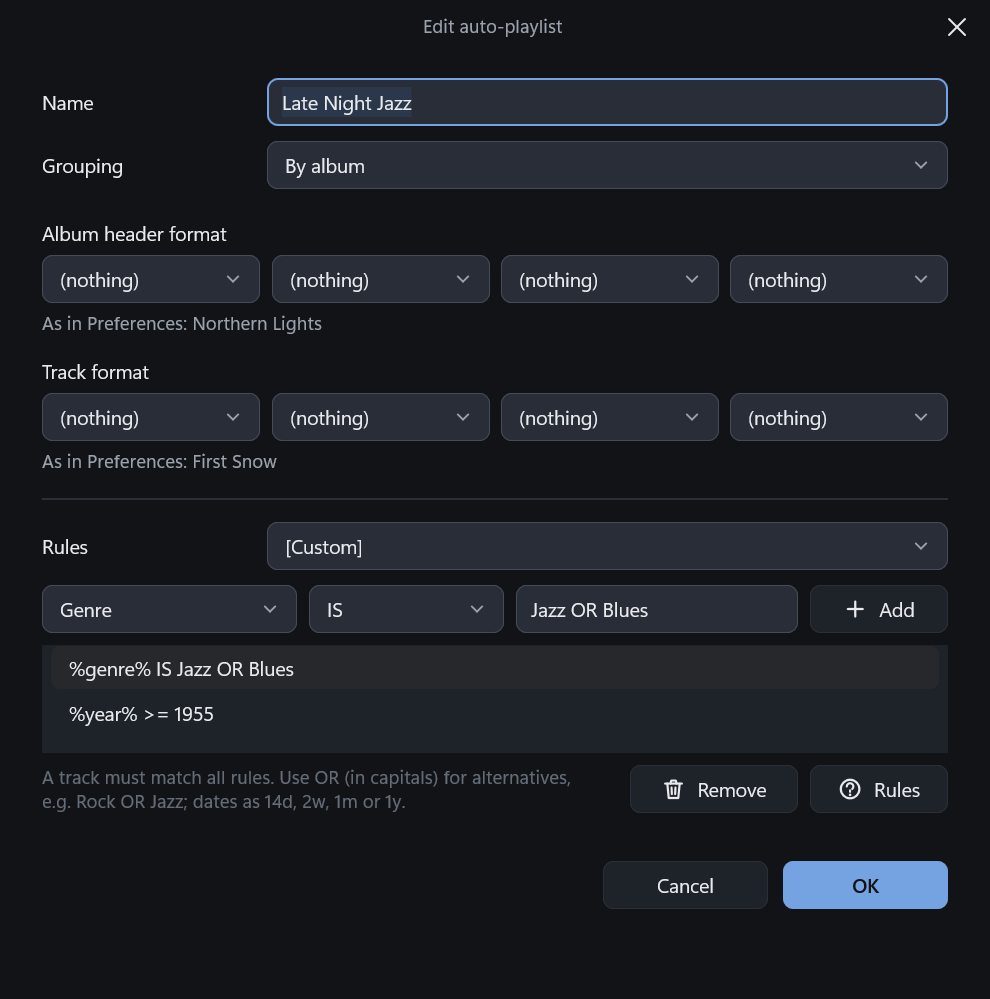 Edit auto-playlist
Name
Late Night Jazz
Grouping
By album
Album header format
(nothing) (nothing) (nothing) (nothing)
As in Preferences: Northern Lights
Track format
(nothing) (nothing) (nothing) (nothing)
As in Preferences: First Snow
Rules
[Custom]
Genre IS Jazz OR Blues Add
%genre% IS Jazz OR Blues
%year% >= 1955
A track must match all rules. Use OR (in capitals) for alternatives,
e.g. Rock OR Jazz; dates as 14d, 2w, 1m or 1y.
Remove Rules
Cancel OK